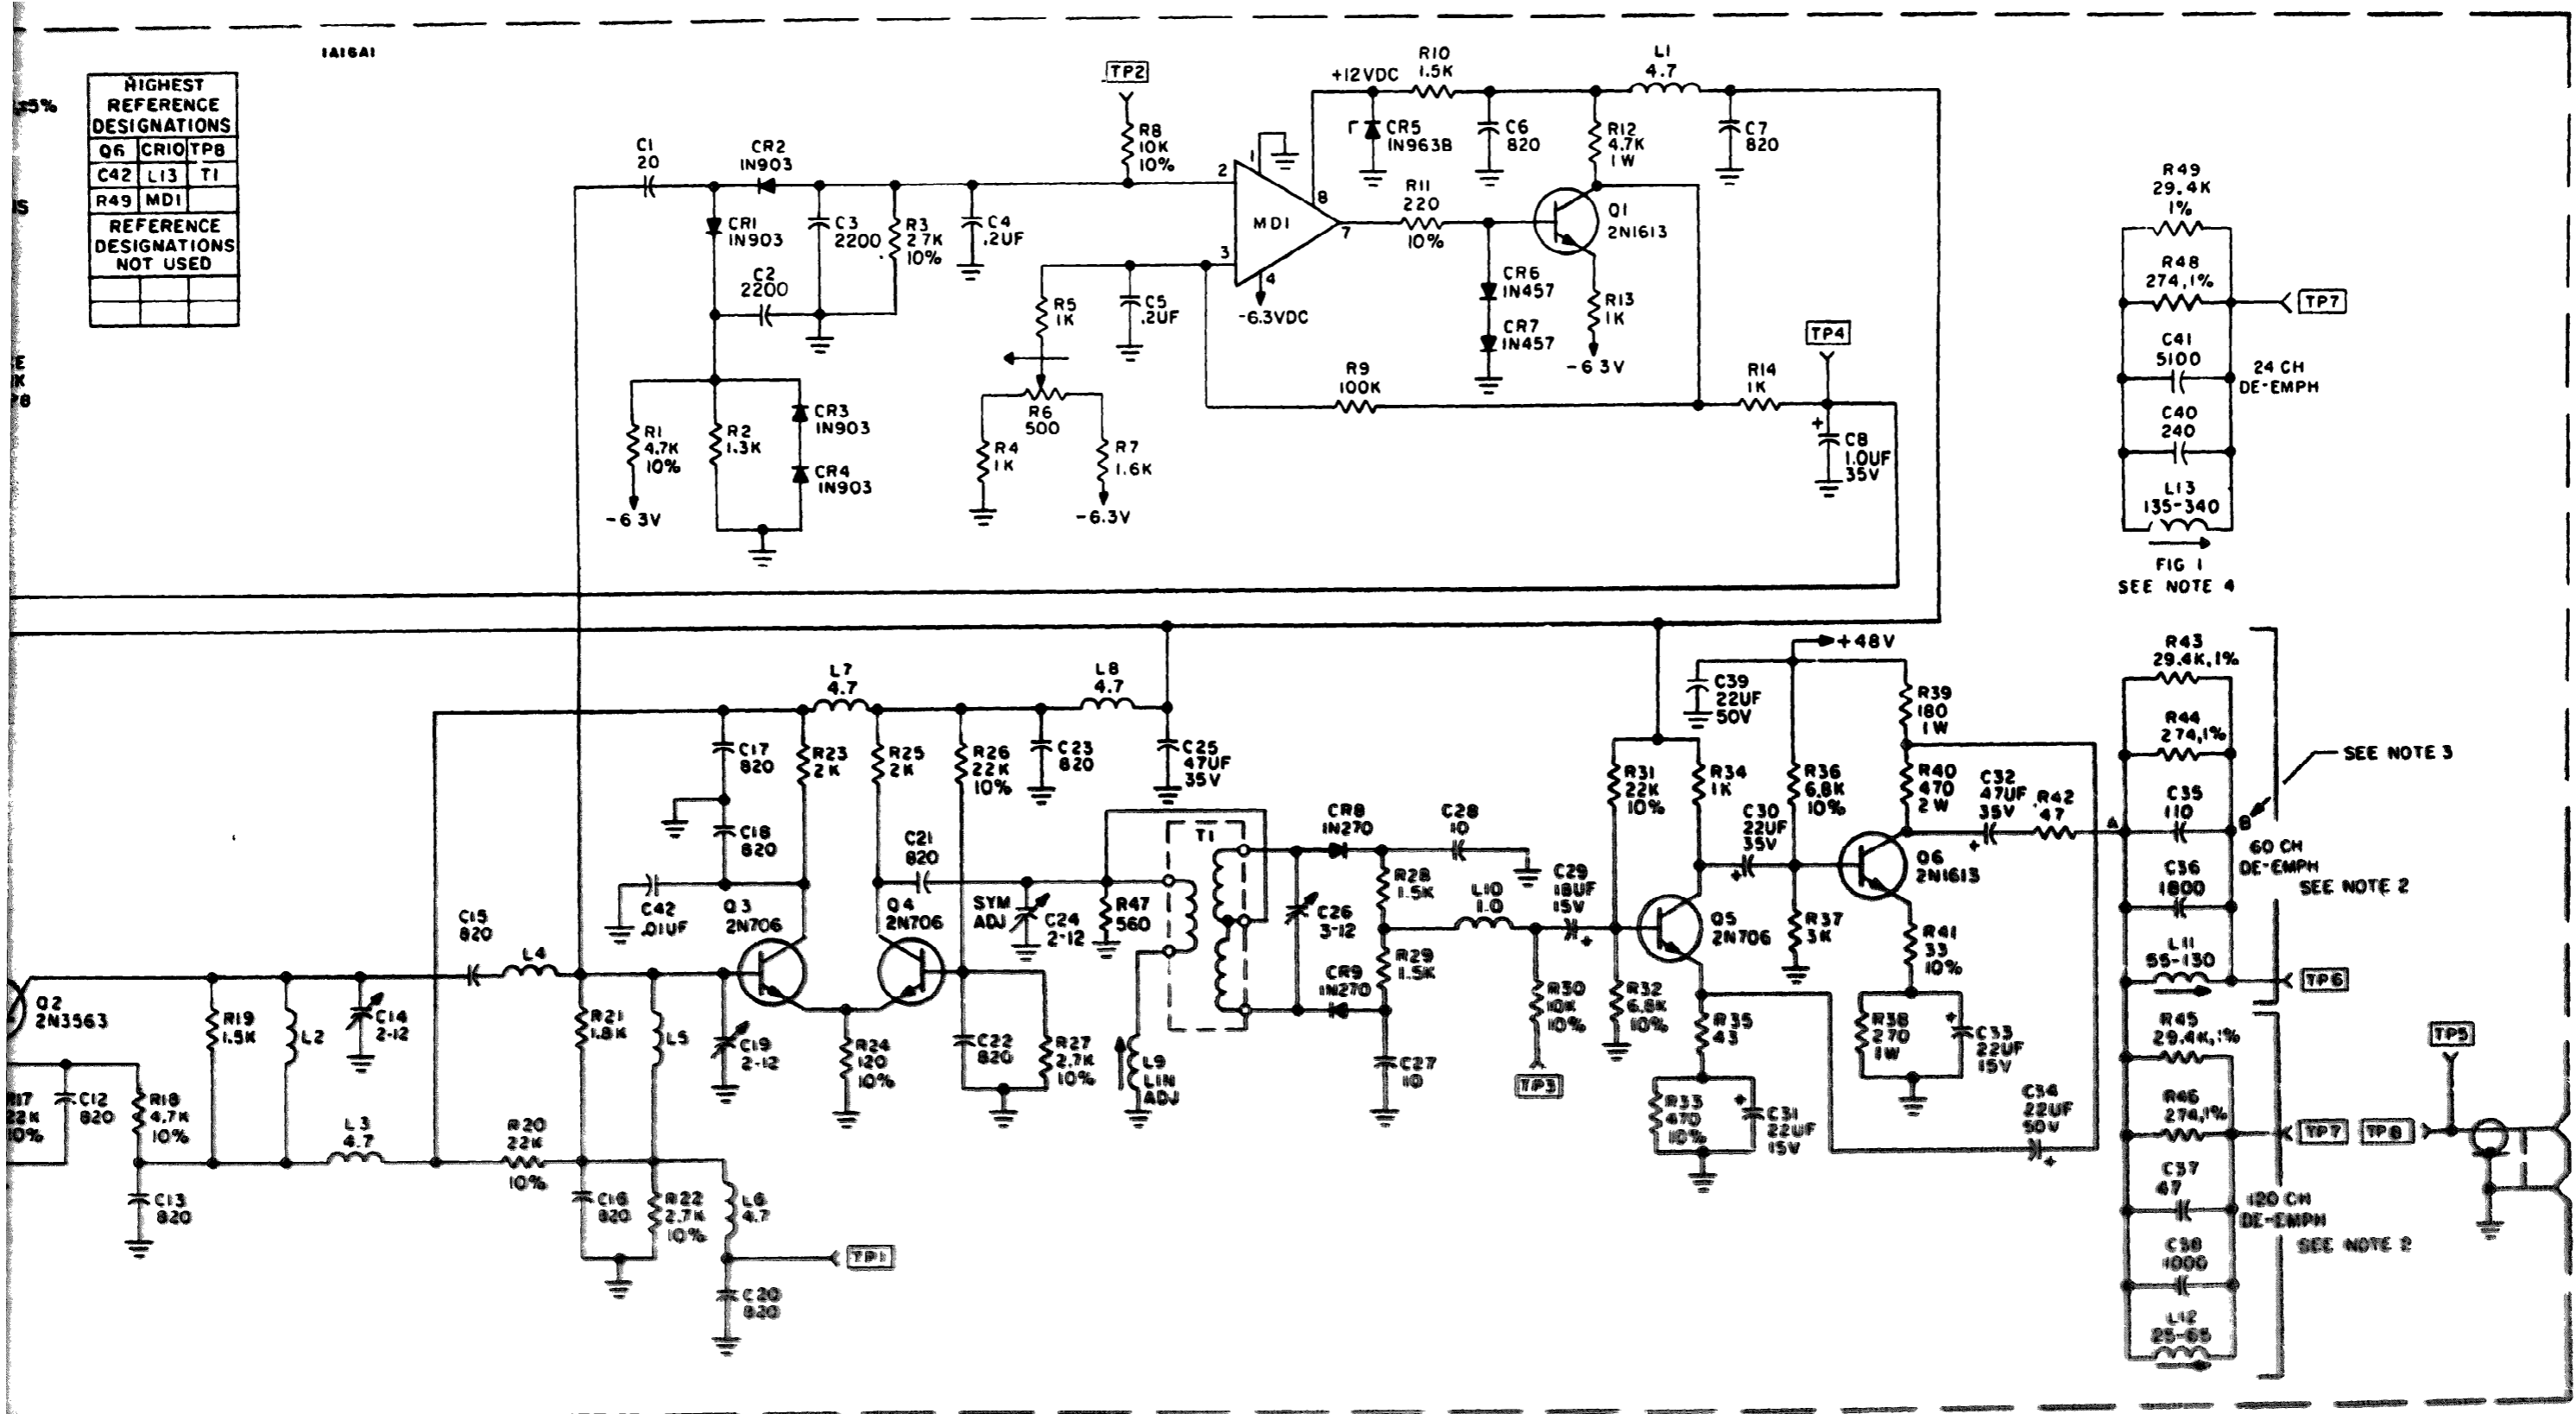 1A16A1
±5%
HIGHEST
REFERENCE
DESIGNATIONS
Q6 CR10 TP8
C42 L13 T1
R49 MD1
REFERENCE
DESIGNATIONS
NOT USED
TP2
R8
10K
10%
C1
20
CR2
1N903
CR1
1N903
C3
2200
R3
2.7K
10%
C4
.2UF
C2
2200
R1
4.7K
10%
-6.3V
R2
1.3K
CR3
1N903
CR4
1N903
2
3
1
8
4
7
MD1
-6.3VDC
R5
1K
C5
.2UF
R6
500
R4
1K
R7
1.6K
-6.3V
+12VDC
R10
1.5K
L1
4.7
CR5
1N963B
C6
820
R12
4.7K
1W
C7
820
R11
220
10%
Q1
2N1613
CR6
1N457
CR7
1N457
R13
1K
-6.3V
R9
100K
R14
1K
TP4
+
C8
1.0UF
35V
R49
29.4K
1%
R48
274,1%
TP7
C41
5100
24 CH
DE-EMPH
C40
240
L13
135-340
FIG 1
SEE NOTE 4
L7
4.7
L8
4.7
C17
820
R23
2K
R25
2K
R26
22K
10%
C23
820
C25
47UF
35V
C18
820
C42
.01UF
Q3
2N706
Q4
2N706
C21
820
SYM
ADJ
C24
2-12
R47
560
T1
CR8
1N270
C28
10
C26
3-12
R28
1.5K
R29
1.5K
CR9
1N270
C27
10
L10
1.0
C29
18UF
15V
+
R30
10K
10%
TP3
Q2
2N3563
R17
22K
10%
C12
820
R18
4.7K
10%
C13
820
R19
1.5K
L2
C14
2-12
L3
4.7
C15
820
L4
R21
1.8K
L5
C19
2-12
R24
120
10%
C22
820
R27
2.7K
10%
L9
LIN
ADJ
R20
22K
10%
C16
820
R22
2.7K
10%
L6
4.7
TP1
C20
820
+48V
C39
22UF
50V
R31
22K
10%
R34
1K
R36
6.8K
10%
C30
22UF
35V
+
R39
180
1W
R40
470
2W
C32
47UF
35V
+
R42
47
Q6
2N1613
Q5
2N706
R37
3K
R41
33
10%
R32
6.8K
10%
R35
43
R38
270
1W
+
C33
22UF
15V
R33
470
10%
+
C31
22UF
15V
C34
22UF
50V
+
R43
29.4K,1%
R44
274,1%
SEE NOTE 3
C35
110
A
B
60 CH
DE-EMPH
SEE NOTE 2
C36
1800
L11
55-130
TP6
R45
29.4K,1%
R46
274,1%
TP7
TP8
TP5
C37
47
120 CH
DE-EMPH
SEE NOTE 2
C38
1000
L12
25-65